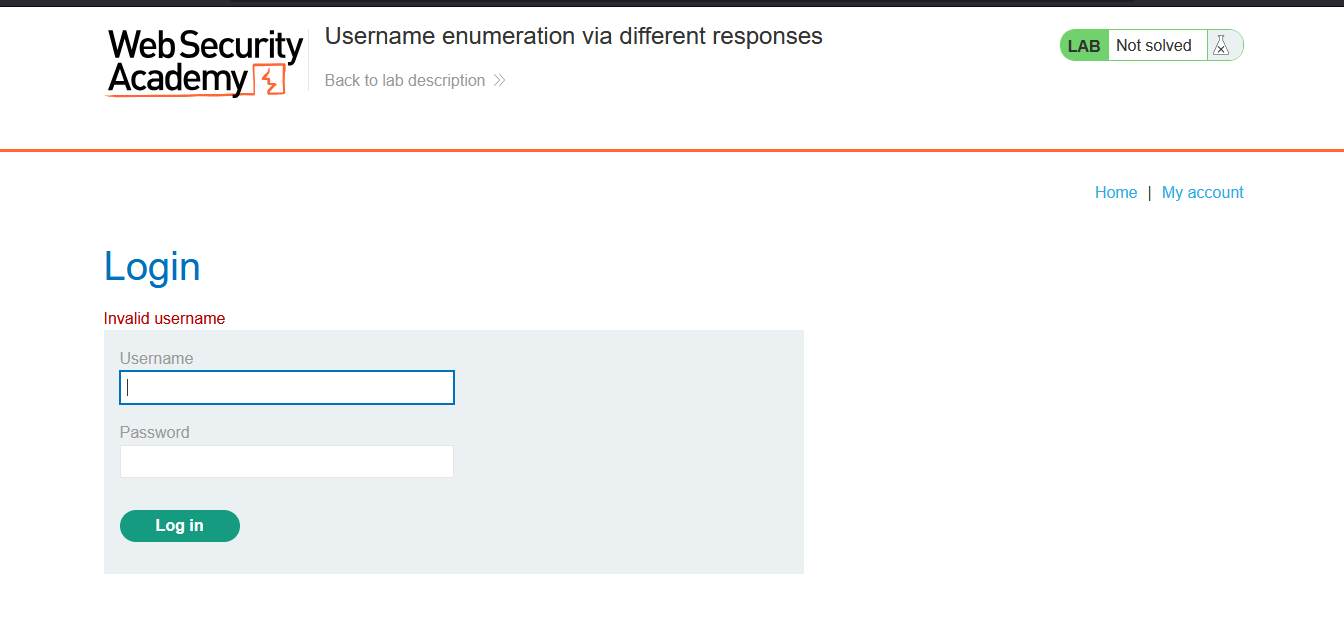 Web Security
Academy
Username enumeration via different responses
Back to lab description
LAB Not solved
Home | My account
Login
Invalid username
Username
Password
Log in